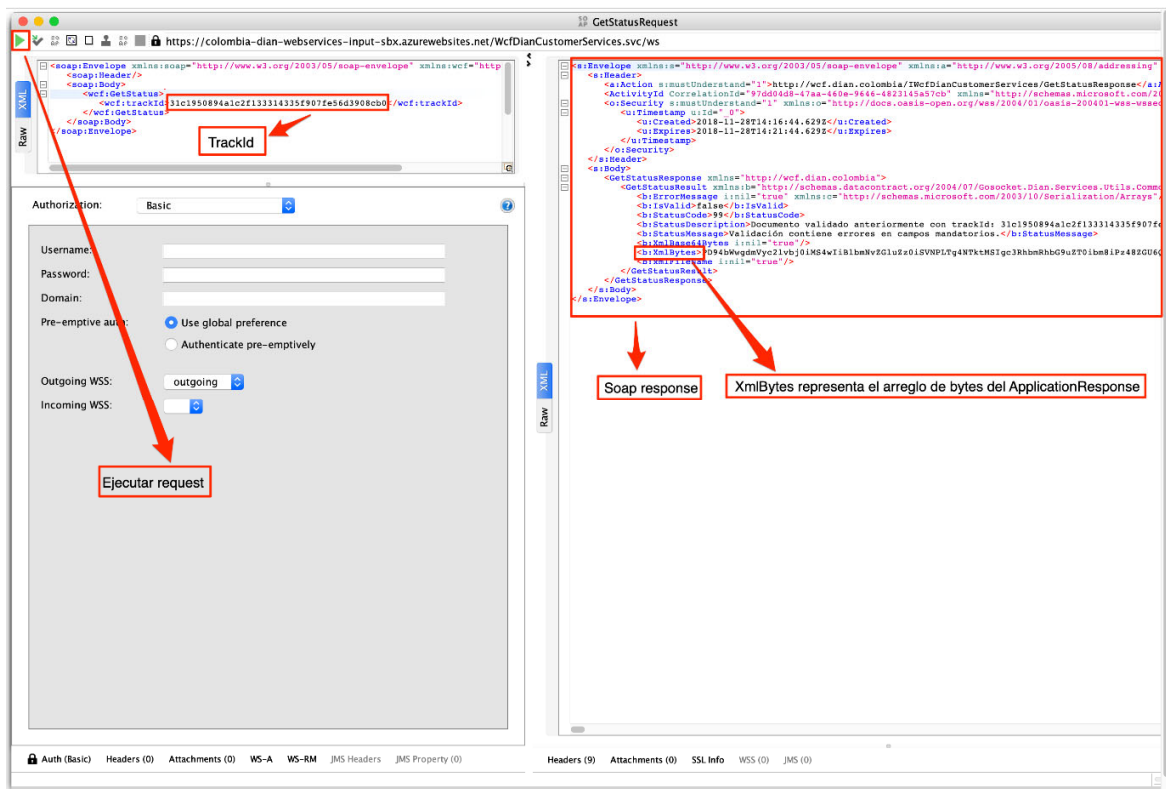 GetStatusRequest
https://colombia-dian-webservices-input-sbx.azurewebsites.net/WcfDianCustomerServices.svc/ws
XML
Raw
<soap:Envelope xmlns:soap="http://www.w3.org/2003/05/soap-envelope" xmlns:wcf="http
<soap:Header/>
<soap:Body>
<wcf:GetStatus>
<wcf:trackId>31c1950894a1c2f133314335f907fe56d3908cb0</wcf:trackId>
</wcf:GetStatus>
</soap:Body>
</soap:Envelope>
TrackId
Authorization: Basic
Username:
Password:
Domain:
Pre-emptive auth: Use global preference
Authenticate pre-emptively
Outgoing WSS: outgoing
Incoming WSS:
Ejecutar request
Auth (Basic) Headers (0) Attachments (0) WS-A WS-RM JMS Headers JMS Property (0)
<s:Envelope xmlns:s="http://www.w3.org/2003/05/soap-envelope" xmlns:a="http://www.w3.org/2005/08/addressing"
<s:Header>
<a:Action s:mustUnderstand="1">http://wcf.dian.colombia/IWcfDianCustomerServices/GetStatusResponse</a:A
<ActivityId CorrelationId="97dd04d8-47aa-460e-9646-4823145a57cb" xmlns="http://schemas.microsoft.com/20
<o:Security s:mustUnderstand="1" xmlns:o="http://docs.oasis-open.org/wss/2004/01/oasis-200401-wss-wssec
<u:Timestamp u:Id="_0">
<u:Created>2018-11-28T14:16:44.629Z</u:Created>
<u:Expires>2018-11-28T14:21:44.629Z</u:Expires>
</u:Timestamp>
</o:Security>
</s:Header>
<s:Body>
<GetStatusResponse xmlns="http://wcf.dian.colombia">
<GetStatusResult xmlns:b="http://schemas.datacontract.org/2004/07/Gosocket.Dian.Services.Utils.Commo
<b:ErrorMessage i:nil="true" xmlns:c="http://schemas.microsoft.com/2003/10/Serialization/Arrays"/
<b:IsValid>false</b:IsValid>
<b:StatusCode>99</b:StatusCode>
<b:StatusDescription>Documento validado anteriormente con trackId: 31c1950894a1c2f133314335f907fe
<b:StatusMessage>Validación contiene errores en campos mandatorios.</b:StatusMessage>
<b:XmlBase64Bytes i:nil="true"/>
<b:XmlBytes>
<b:XmlFileName i:nil="true"/>
</GetStatusResult>
</GetStatusResponse>
</s:Body>
</s:Envelope>
Soap response
XmlBytes representa el arreglo de bytes del ApplicationResponse
XML
Raw
Headers (9) Attachments (0) SSL Info WSS (0) JMS (0)